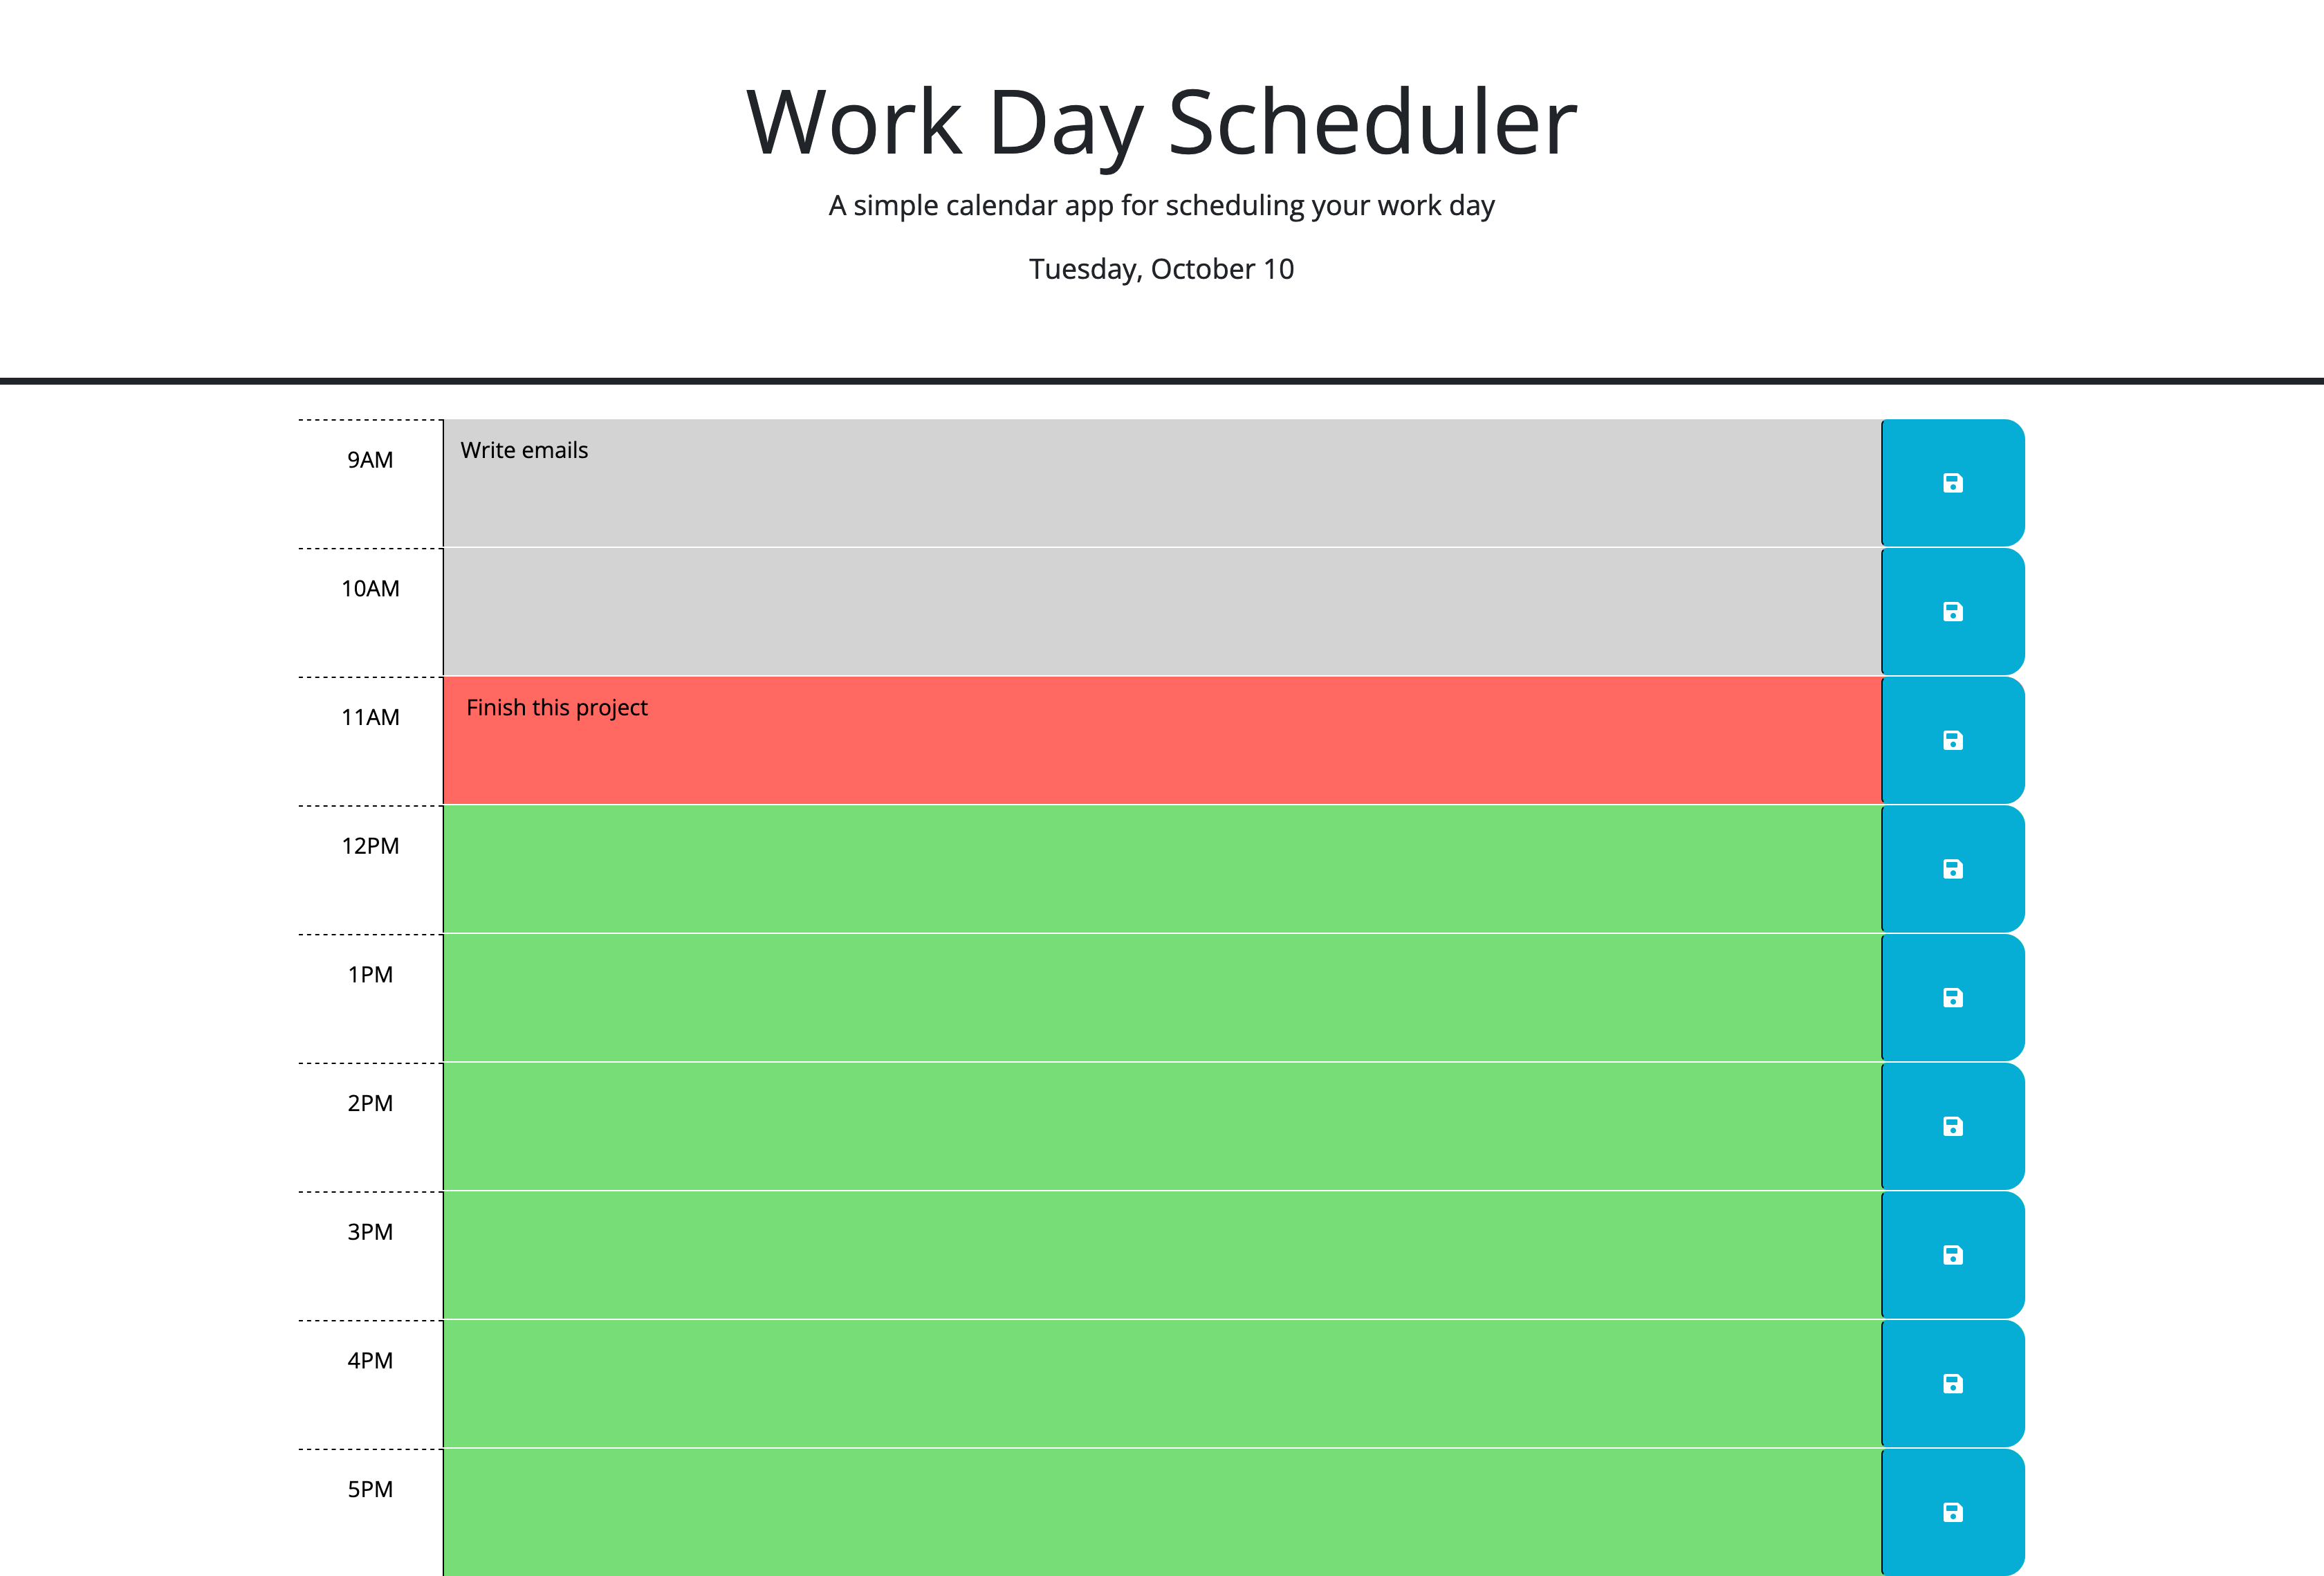 Work Day Scheduler
A simple calendar app for scheduling your work day
Tuesday, October 10
9AM
Write emails
10AM
11AM
Finish this project
12PM
1PM
2PM
3PM
4PM
5PM